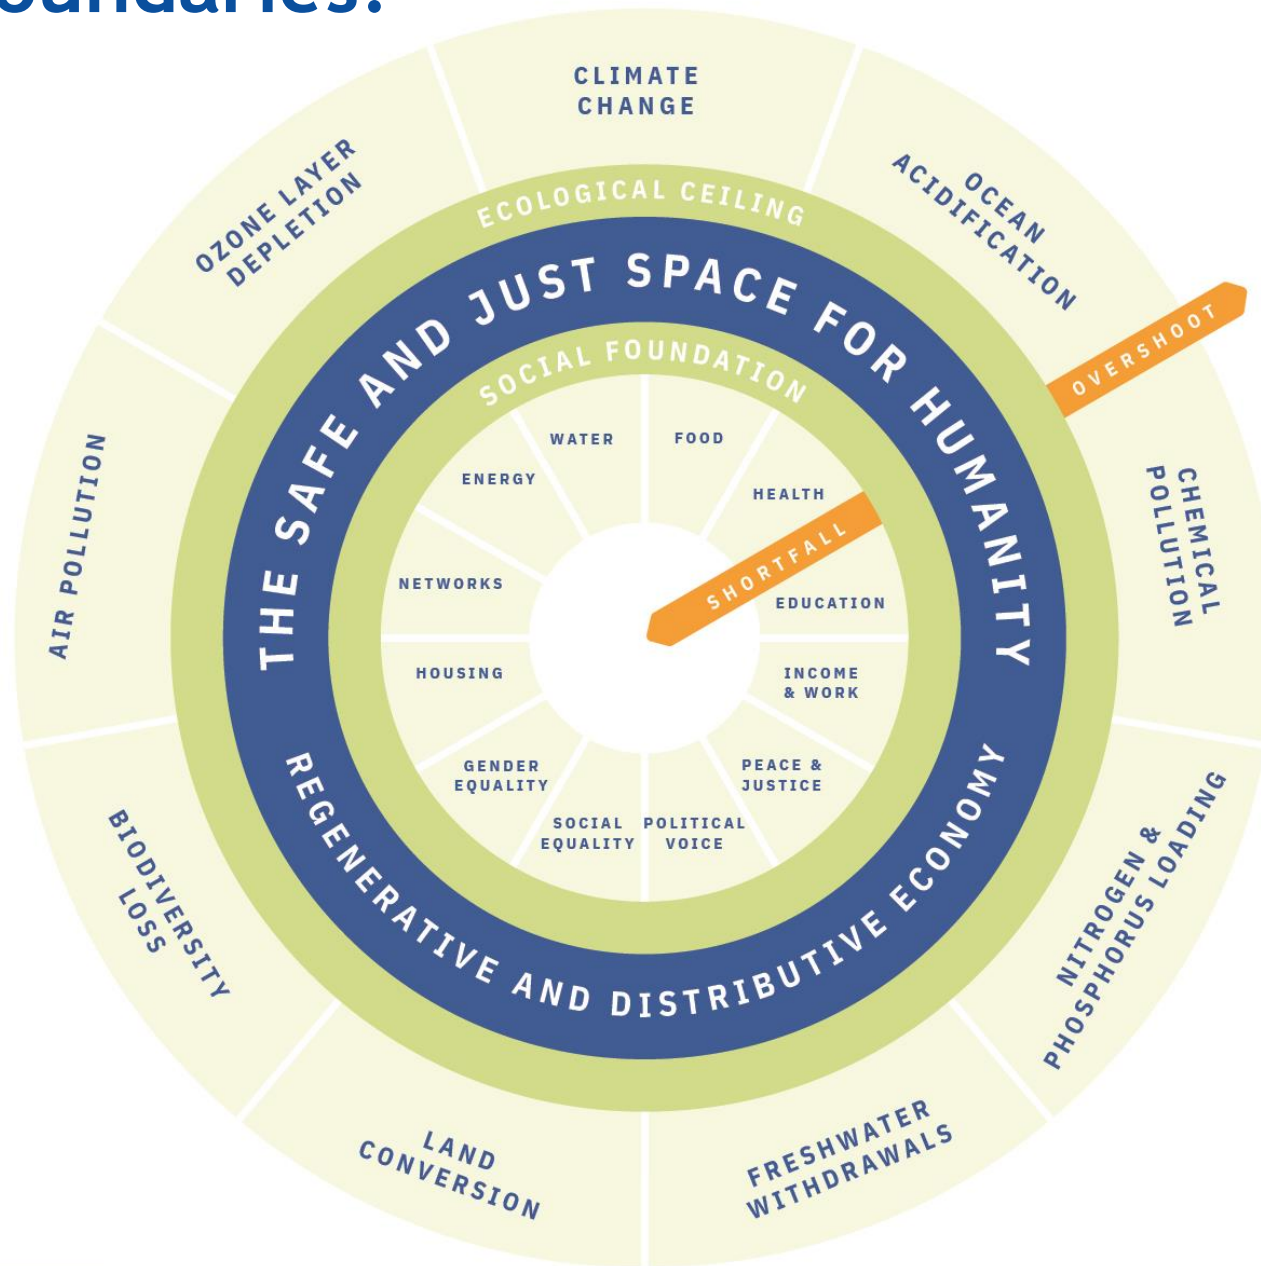 oundaries.
CLIMATE
CHANGE
OCEAN
ACIDIFICATION
OVERSHOOT
CHEMICAL
POLLUTION
NITROGEN &
PHOSPHORUS LOADING
FRESHWATER
WITHDRAWALS
LAND
CONVERSION
BIODIVERSITY
LOSS
AIR POLLUTION
OZONE LAYER
DEPLETION
ECOLOGICAL CEILING
THE SAFE AND JUST SPACE FOR HUMANITY
REGENERATIVE AND DISTRIBUTIVE ECONOMY
SOCIAL FOUNDATION
WATER
FOOD
HEALTH
SHORTFALL
EDUCATION
INCOME
& WORK
PEACE &
JUSTICE
POLITICAL
VOICE
SOCIAL
EQUALITY
GENDER
EQUALITY
HOUSING
NETWORKS
ENERGY